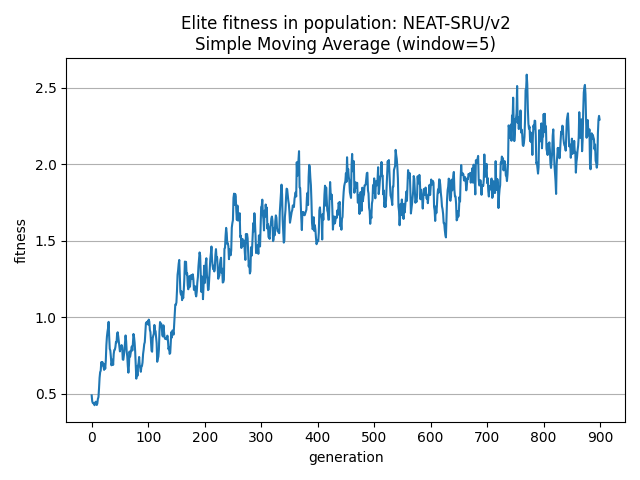 Elite fitness in population: NEAT-SRU/v2
Simple Moving Average (window=5)
fitness
2.5
2.0
1.5
1.0
0.5
0 100 200 300 400 500 600 700 800 900
generation